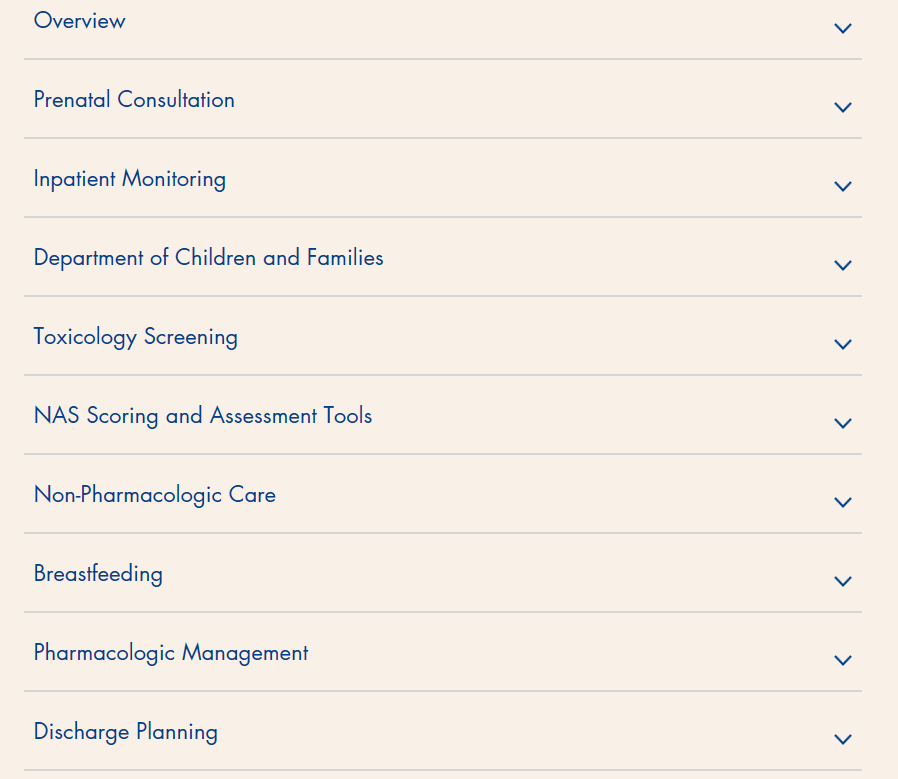 Overview
Prenatal Consultation
Inpatient Monitoring
Department of Children and Families
Toxicology Screening
NAS Scoring and Assessment Tools
Non-Pharmacologic Care
Breastfeeding
Pharmacologic Management
Discharge Planning